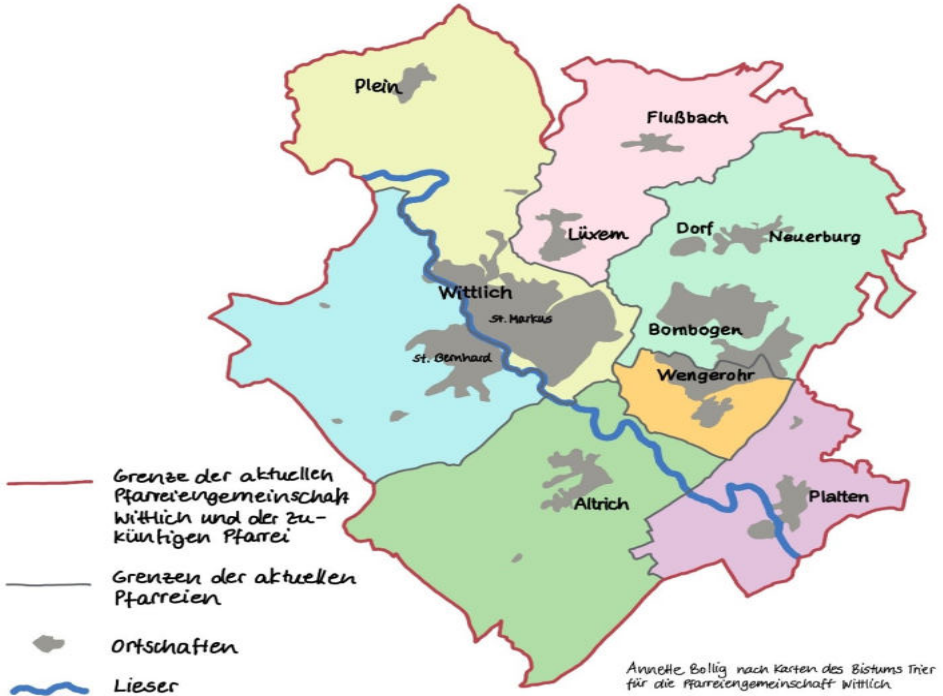 Plein
Flußbach
Lüxem
Dorf
Neuerburg
Wittlich
St. Markus
Bombogen
St. Bernhard
Wengerohr
Altrich
Platten
Grenze der aktuellen
Pfarreiengemeinschaft
Wittlich und der zu-
künftigen Pfarrei
Grenzen der aktuellen
Pfarreien
Ortschaften
Lieser
Annette Bollig nach Karten des Bistums Trier
für die Pfarreiengemeinschaft Wittlich